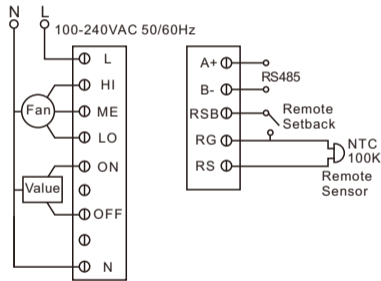 N L
100-240VAC 50/60Hz
L
HI
Fan
ME
LO
ON
Value
OFF
N
A+
RS485
B-
RSB
Remote
Setback
RG
NTC
100K
RS
Remote
Sensor